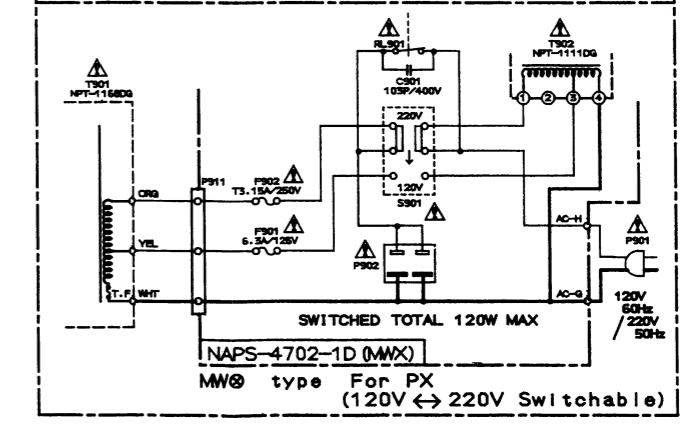 RL901
C901
103P/400V
T902
NPT-1111DG
1 2 3 4
T901
NPT-1168DG
220V
120V
S901
P911
ORG
F902
T3.15A/250V
YEL
F901
6.3A/125V
T.F
WHT
P902
AC-H
P901
AC-G
120V
60Hz
/ 220V
50Hz
SWITCHED TOTAL 120W MAX
NAPS-4702-1D (MWX)
MW⊗ type For PX
(120V ↔ 220V Switchable)